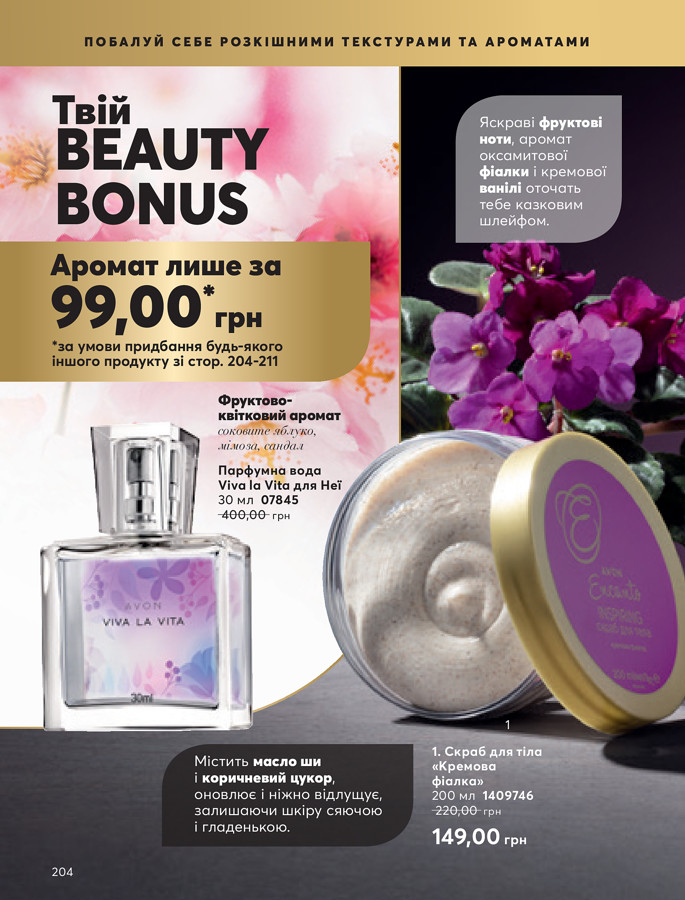 ПОБАЛУЙ СЕБЕ РОЗКІШНИМИ ТЕКСТУРАМИ ТА АРОМАТАМИ
Твій
BEAUTY
BONUS
Аромат лише за
99,00* грн
*за умови придбання будь-якого
іншого продукту зі стор. 204-211
Яскраві фруктові
ноти, аромат
оксамитової
фіалки і кремової
ванілі оточать
тебе казковим
шлейфом.
Фруктово-
квітковий аромат
соковите яблуко,
мімоза, сандал
Парфумна вода
Viva la Vita для Неї
30 мл 07845
400,00 грн
AVON
VIVA LA VITA
30ml
AVON
Encanto
INSPIRING
скраб для тіла
1
Містить масло ши
і коричневий цукор,
оновлює і ніжно відлущує,
залишаючи шкіру сяючою
і гладенькою.
1. Скраб для тіла
«Кремова
фіалка»
200 мл 1409746
220,00 грн
149,00 грн
204